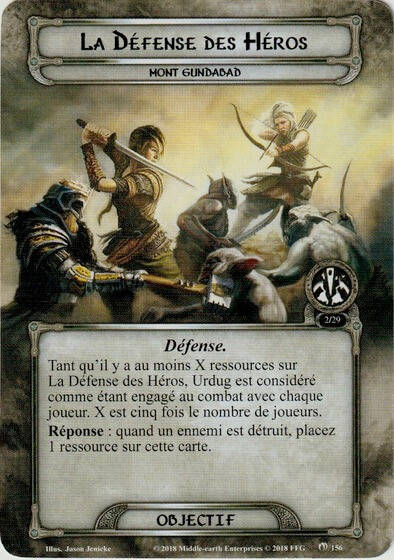 La Défense des Héros
Mont Gundabad
2/29
Défense.
Tant qu'il y a au moins X ressources sur
La Défense des Héros, Urdug est considéré
comme étant engagé au combat avec chaque
joueur. X est cinq fois le nombre de joueurs.
Réponse : quand un ennemi est détruit, placez
1 ressource sur cette carte.
Objectif
Illus. Jason Jenicke
© 2018 Middle-earth Enterprises © 2018 FFG
156